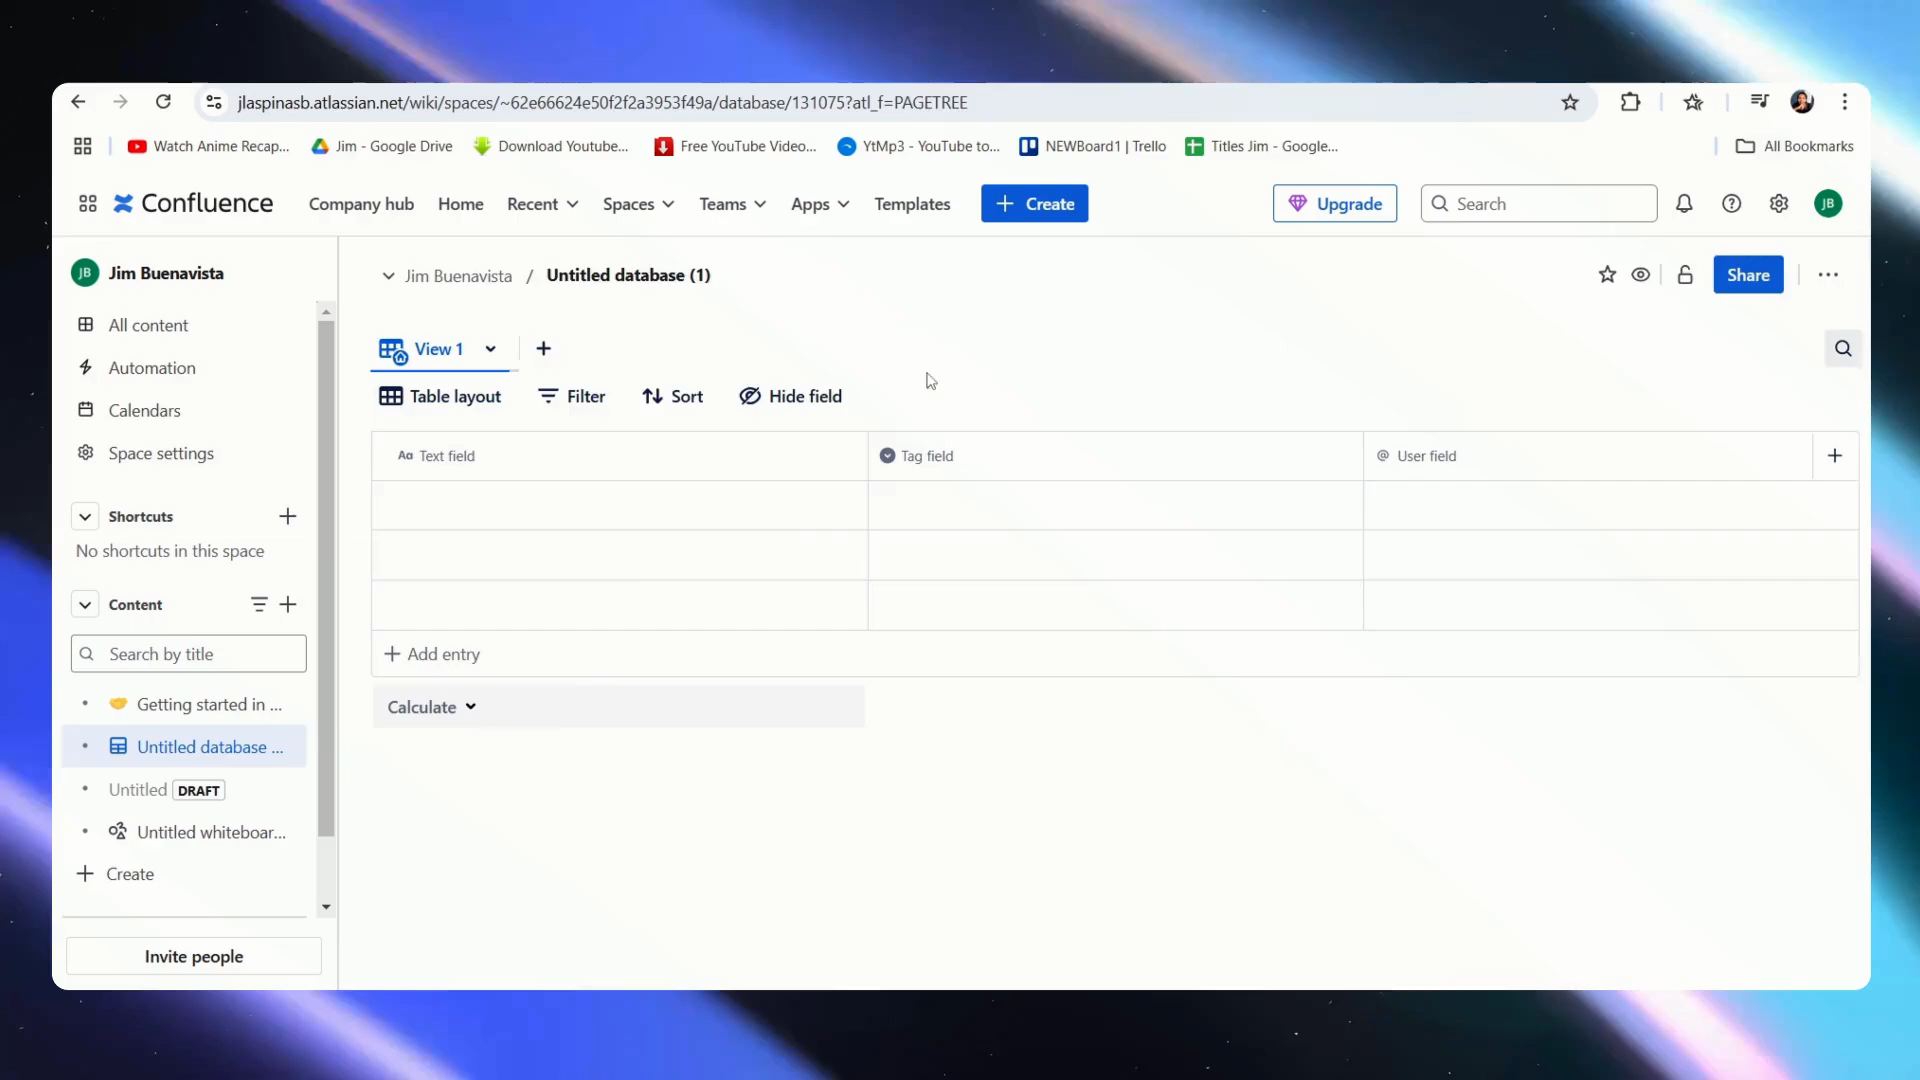 jlaspinasb.atlassian.net/wiki/spaces/~62e66624e50f2f2a3953f49a/database/131075?atl_f=PAGETREE
Watch Anime Recap... Jim - Google Drive Download Youtube... Free YouTube Video... YtMp3 - YouTube to... NEWBoard1 | Trello Titles Jim - Google... All Bookmarks
Confluence Company hub Home Recent Spaces Teams Apps Templates + Create Upgrade Search JB
JB Jim Buenavista
All content
Automation
Calendars
Space settings
Shortcuts
No shortcuts in this space
Content
Search by title
Getting started in ...
Untitled database ...
Untitled DRAFT
Untitled whiteboar...
+ Create
Invite people
Jim Buenavista / Untitled database (1)
Share
View 1
Table layout Filter Sort Hide field
Aa Text field Tag field @ User field
+ Add entry
Calculate